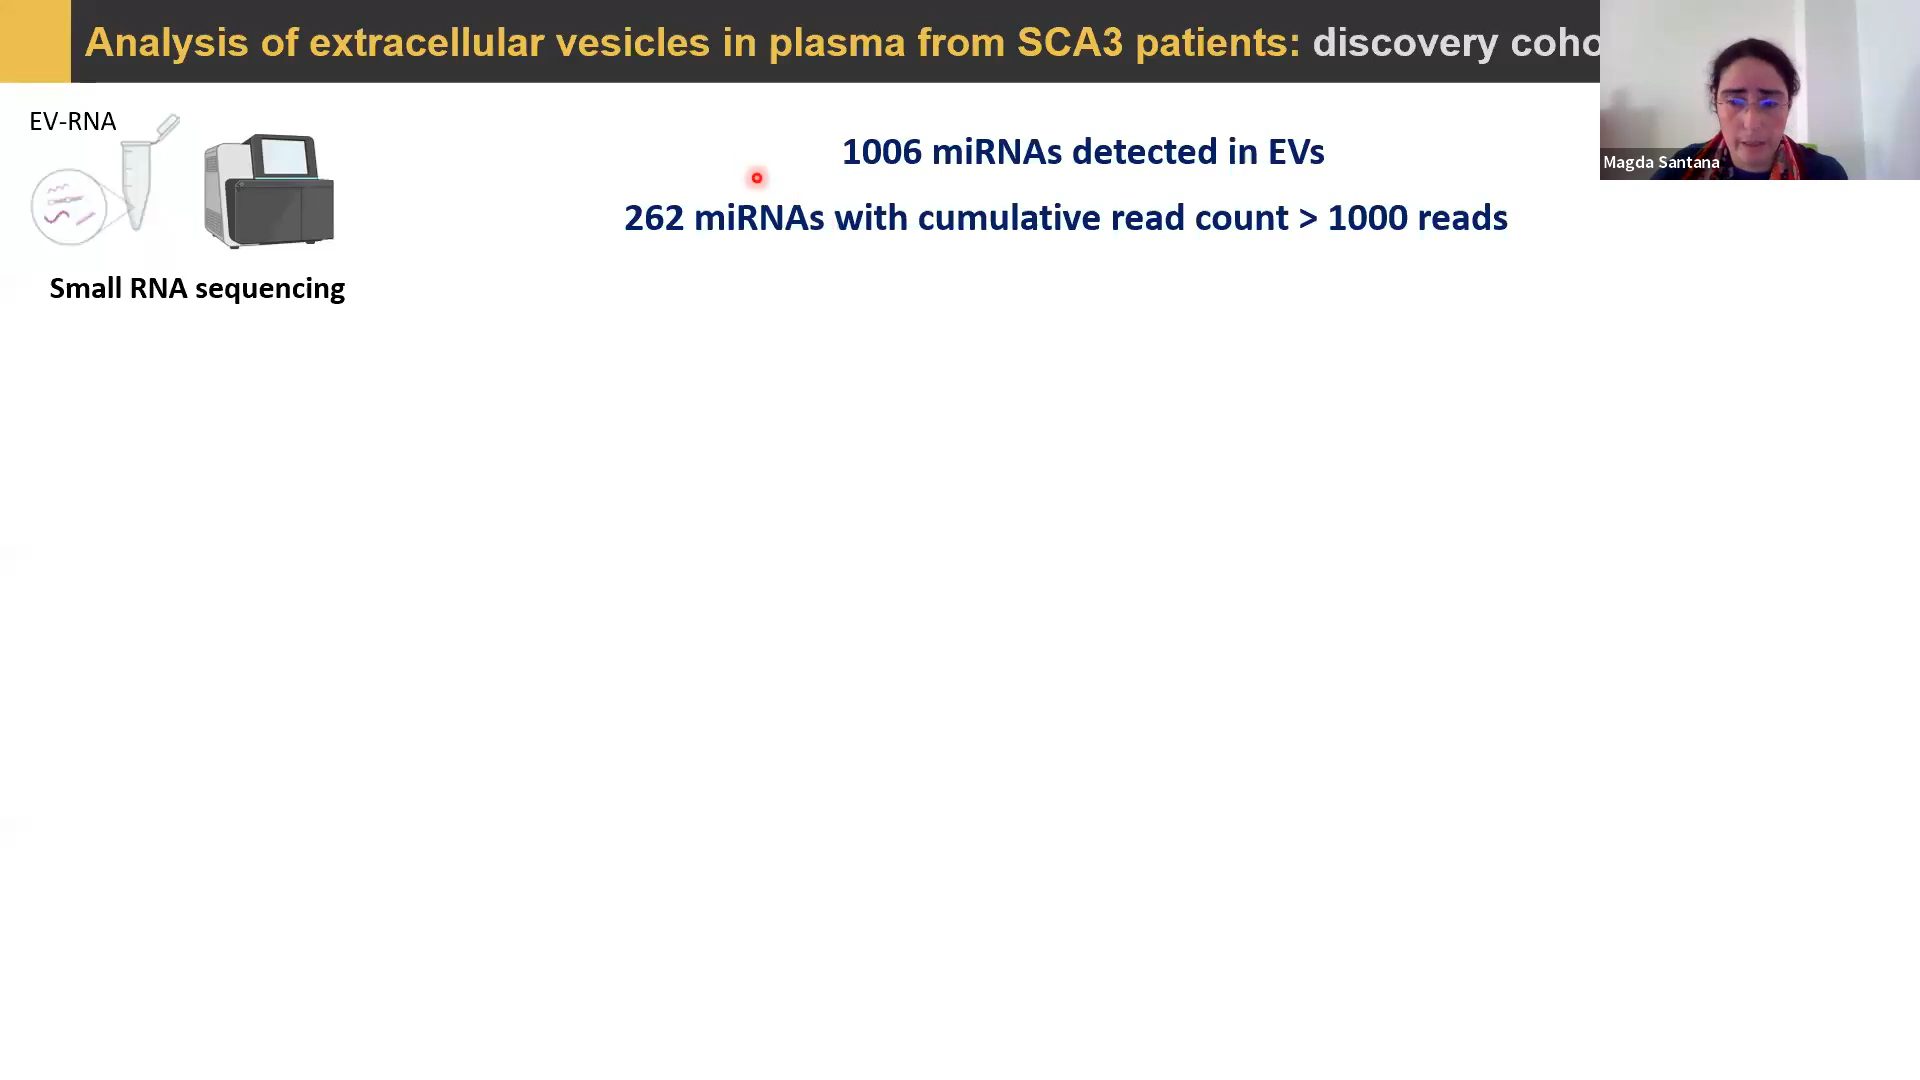 Analysis of extracellular vesicles in plasma from SCA3 patients: discovery coho
Magda Santana
EV-RNA
1006 miRNAs detected in EVs
262 miRNAs with cumulative read count > 1000 reads
Small RNA sequencing